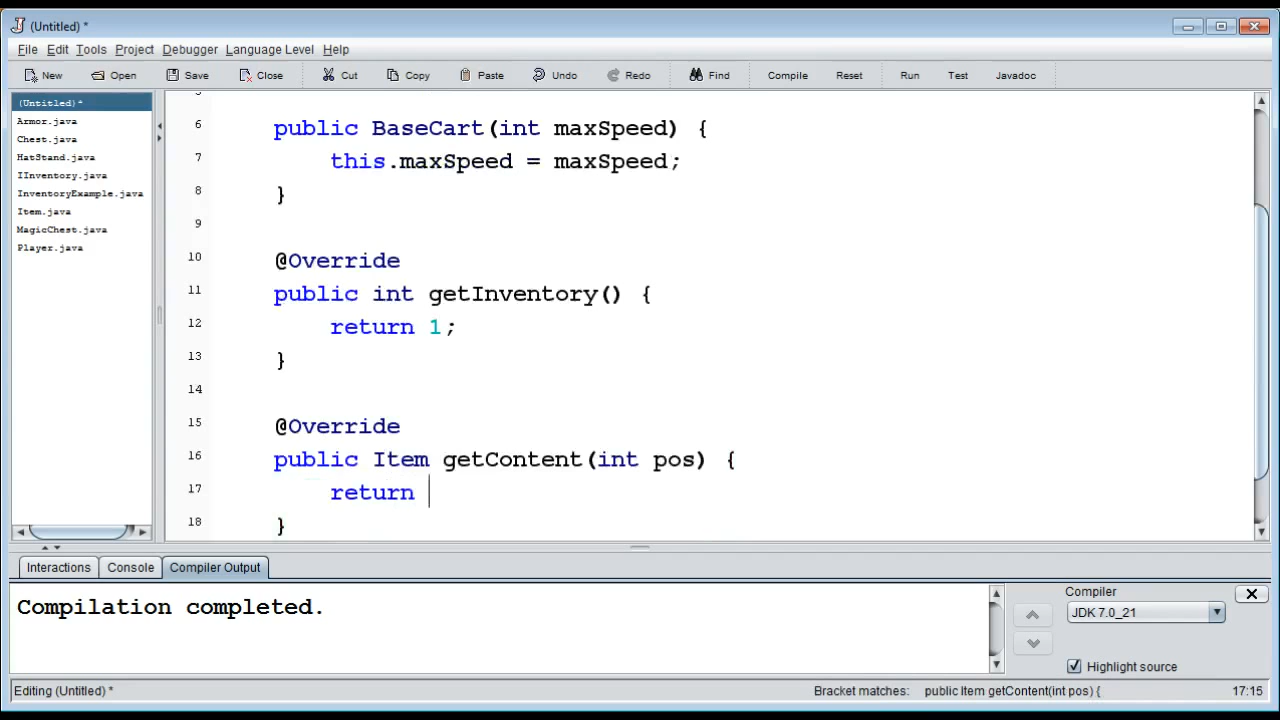 (Untitled) *
File Edit Tools Project Debugger Language Level Help
New Open Save Close Cut Copy Paste Undo Redo Find Compile Reset Run Test Javadoc
(Untitled)*
Armor.java
Chest.java
HatStand.java
IInventory.java
InventoryExample.java
Item.java
MagicChest.java
Player.java
6 public BaseCart(int maxSpeed) {
7 this.maxSpeed = maxSpeed;
8 }
9
10 @Override
11 public int getInventory() {
12 return 1;
13 }
14
15 @Override
16 public Item getContent(int pos) {
17 return
18 }
Interactions Console Compiler Output
Compilation completed.
Compiler
JDK 7.0_21
Highlight source
Editing (Untitled) * Bracket matches: public Item getContent(int pos) { 17:15